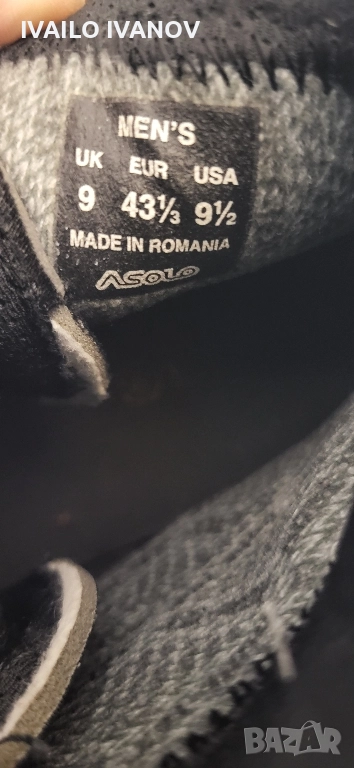 IVAILO IVANOV
MEN'S
UK EUR USA
9 43⅓ 9½
MADE IN ROMANIA
ASOLO
BAZAR